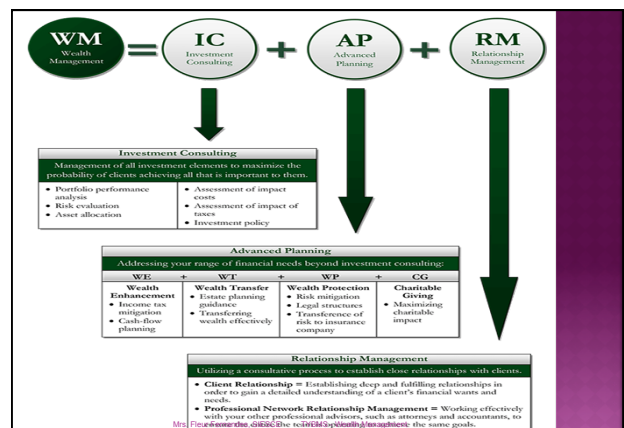 WM
Wealth
Management
=
IC
Investment
Consulting
+
AP
Advanced
Planning
+
RM
Relationship
Management
Investment Consulting
Management of all investment elements to maximize the
probability of clients achieving all that is important to them.
• Portfolio performance
analysis
• Risk evaluation
• Asset allocation
• Assessment of impact
costs
• Assessment of impact of
taxes
• Investment policy
Advanced Planning
Addressing your range of financial needs beyond investment consulting:
WE + WT + WP + CG
Wealth
Enhancement
• Income tax
mitigation
• Cash-flow
planning
Wealth Transfer
• Estate planning
guidance
• Transferring
wealth effectively
Wealth Protection
• Risk mitigation
• Legal structures
• Transference of
risk to insurance
company
Charitable
Giving
• Maximizing
charitable
impact
Relationship Management
Utilizing a consultative process to establish close relationships with clients.
• Client Relationship = Establishing deep and fulfilling relationships in
order to gain a detailed understanding of a client's financial wants and
needs.
• Professional Network Relationship Management = Working effectively
with your other professional advisors, such as attorneys and accountants, to
the same goals.
Mrs. Fleur Fernandes, Wealth Management